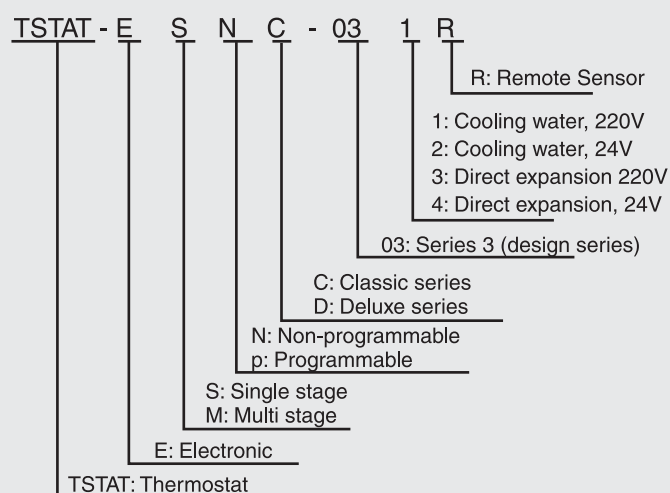 TSTAT - E S N C - 03 1 R
R: Remote Sensor
1: Cooling water, 220V
2: Cooling water, 24V
3: Direct expansion 220V
4: Direct expansion, 24V
03: Series 3 (design series)
C: Classic series
D: Deluxe series
N: Non-programmable
p: Programmable
S: Single stage
M: Multi stage
E: Electronic
TSTAT: Thermostat